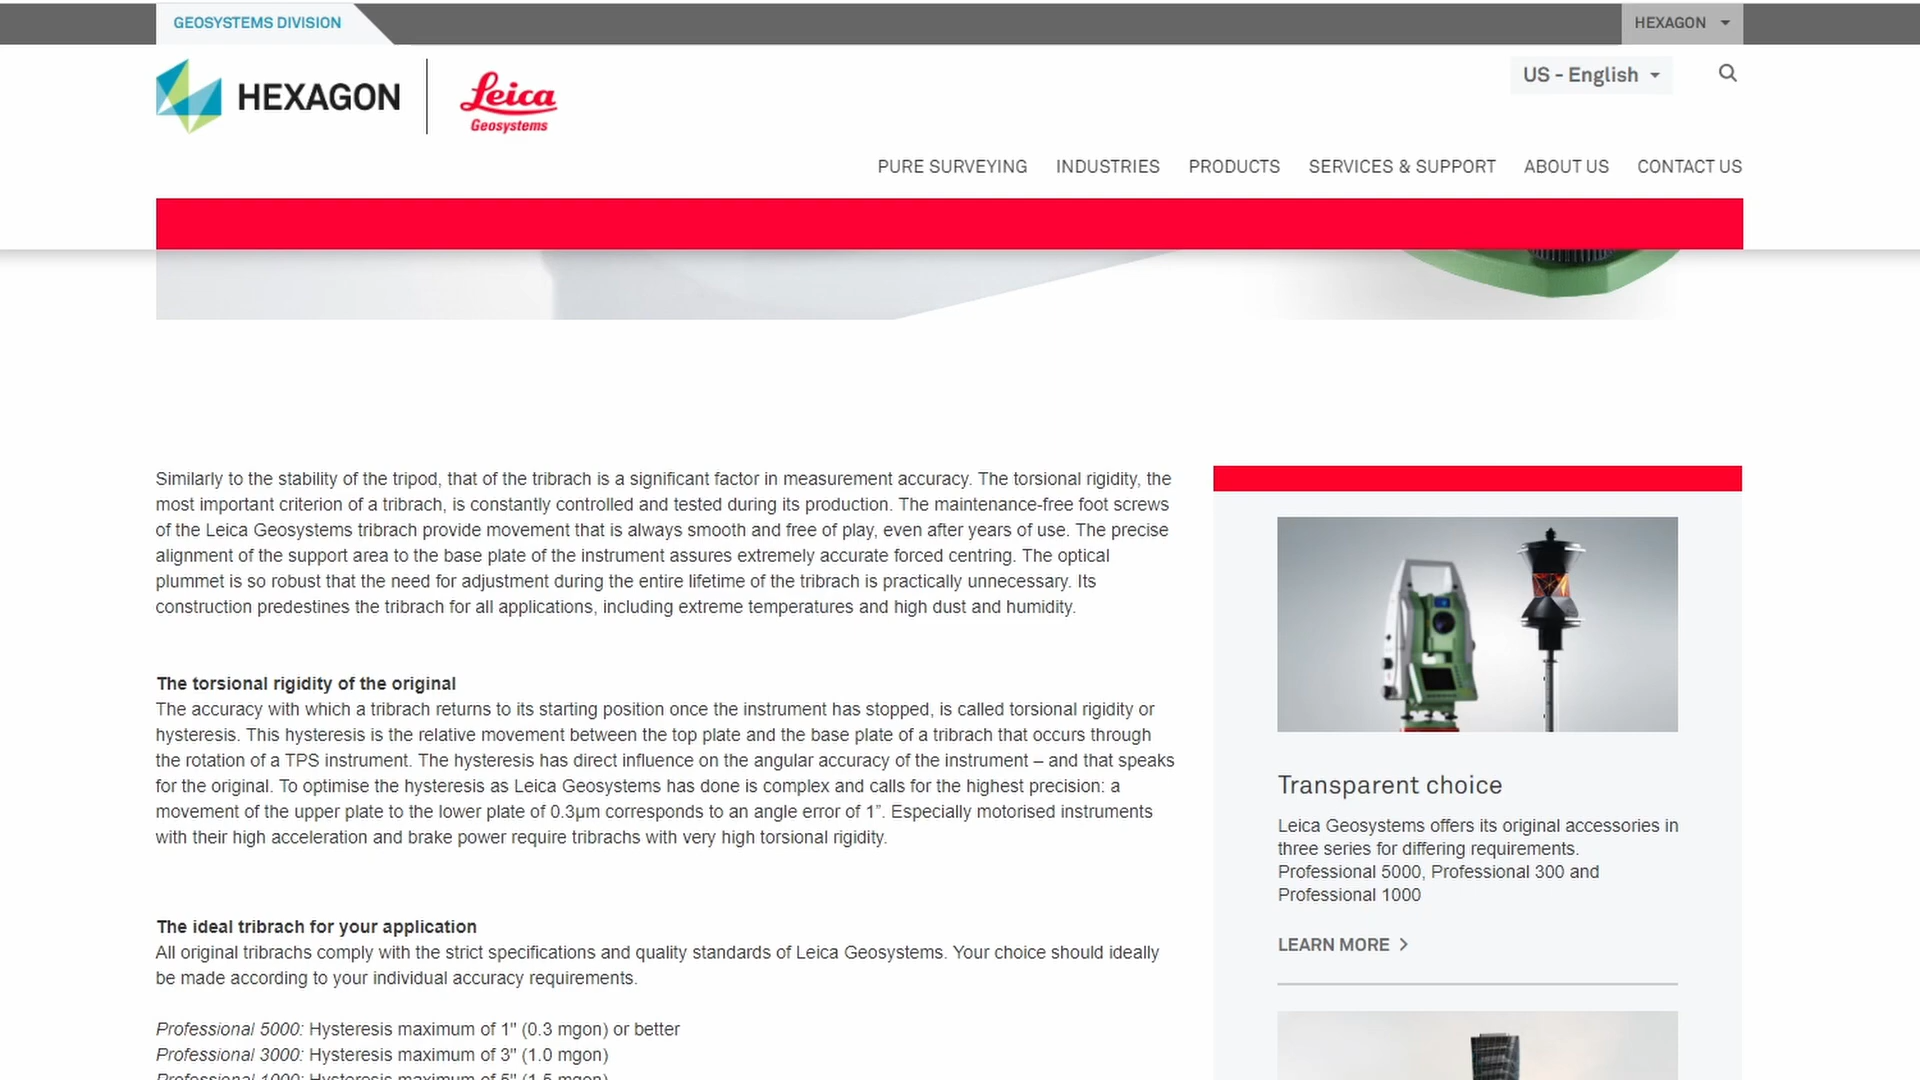 GEOSYSTEMS DIVISION
HEXAGON
HEXAGON
Leica
Geosystems
US - English
PURE SURVEYING
INDUSTRIES
PRODUCTS
SERVICES & SUPPORT
ABOUT US
CONTACT US
Similarly to the stability of the tripod, that of the tribrach is a significant factor in measurement accuracy. The torsional rigidity, the
most important criterion of a tribrach, is constantly controlled and tested during its production. The maintenance-free foot screws
of the Leica Geosystems tribrach provide movement that is always smooth and free of play, even after years of use. The precise
alignment of the support area to the base plate of the instrument assures extremely accurate forced centring. The optical
plummet is so robust that the need for adjustment during the entire lifetime of the tribrach is practically unnecessary. Its
construction predestines the tribrach for all applications, including extreme temperatures and high dust and humidity.
The torsional rigidity of the original
The accuracy with which a tribrach returns to its starting position once the instrument has stopped, is called torsional rigidity or
hysteresis. This hysteresis is the relative movement between the top plate and the base plate of a tribrach that occurs through
the rotation of a TPS instrument. The hysteresis has direct influence on the angular accuracy of the instrument – and that speaks
for the original. To optimise the hysteresis as Leica Geosystems has done is complex and calls for the highest precision: a
movement of the upper plate to the lower plate of 0.3µm corresponds to an angle error of 1”. Especially motorised instruments
with their high acceleration and brake power require tribrachs with very high torsional rigidity.
The ideal tribrach for your application
All original tribrachs comply with the strict specifications and quality standards of Leica Geosystems. Your choice should ideally
be made according to your individual accuracy requirements.
Professional 5000: Hysteresis maximum of 1" (0.3 mgon) or better
Professional 3000: Hysteresis maximum of 3" (1.0 mgon)
Professional 1000: Hysteresis maximum of 5" (1.5 mgon)
Transparent choice
Leica Geosystems offers its original accessories in
three series for differing requirements.
Professional 5000, Professional 300 and
Professional 1000
LEARN MORE